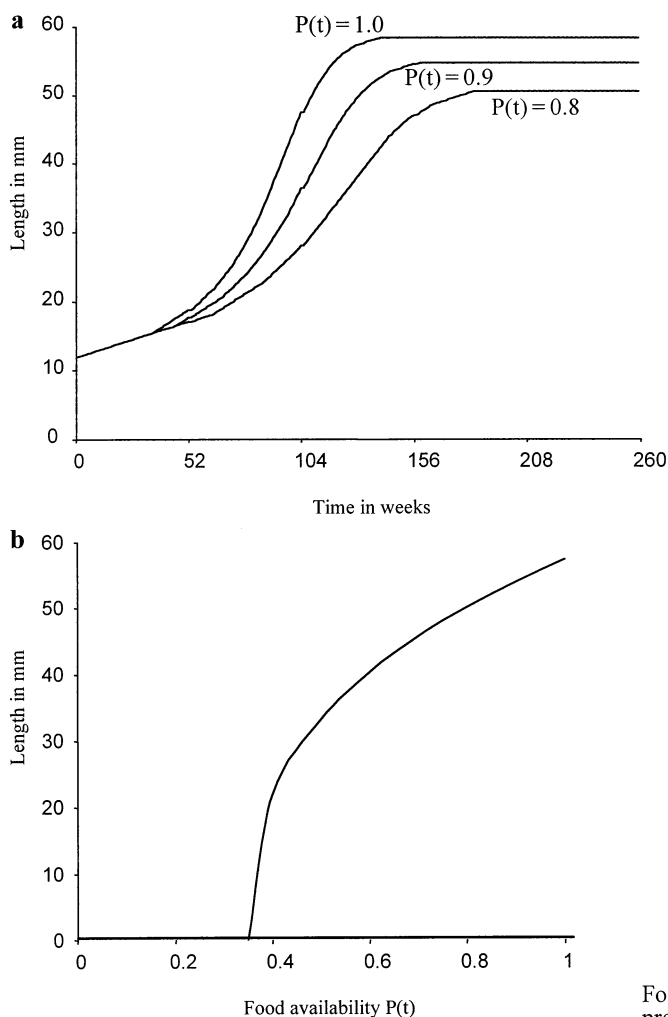 a
60
50
40
30
20
10
0
Length in mm
P(t) = 1.0
P(t) = 0.9
P(t) = 0.8
0 52 104 156 208 260
Time in weeks
b
60
50
40
30
20
10
0
Length in mm
0 0.2 0.4 0.6 0.8 1
Food availability P(t)
Fo